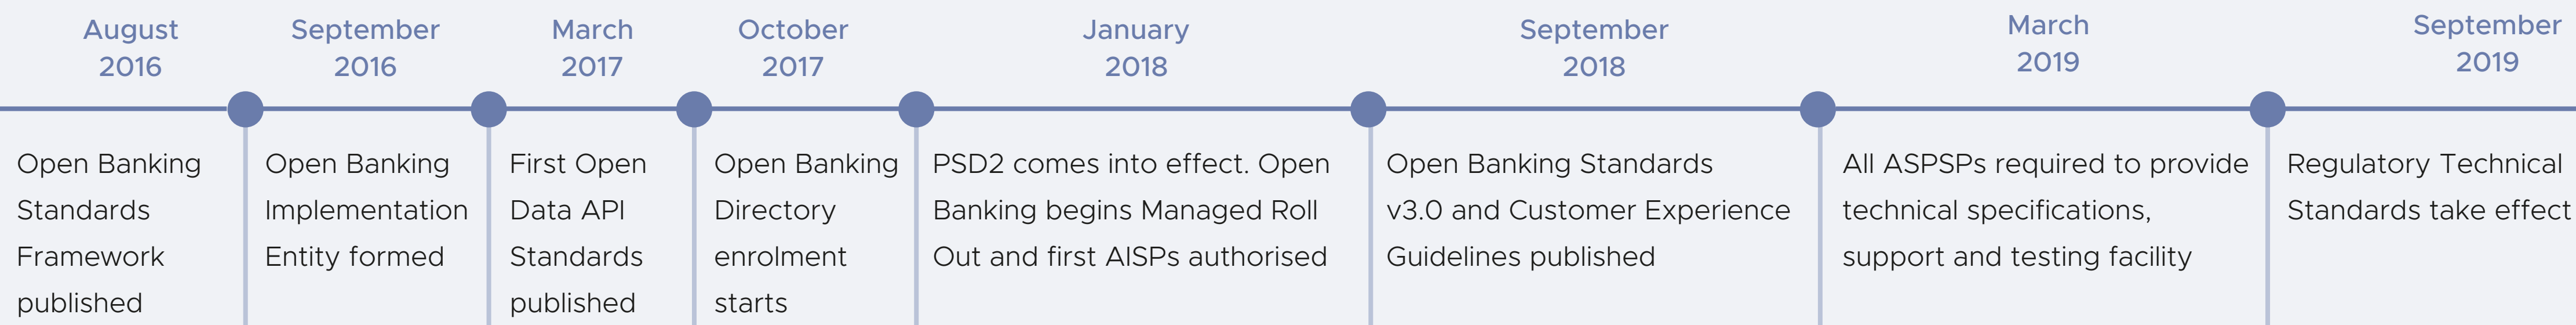 August
2016
Open Banking
Standards
Framework
published
September
2016
Open Banking
Implementation
Entity formed
March
2017
First Open
Data API
Standards
published
October
2017
Open Banking
Directory
enrolment
starts
January
2018
PSD2 comes into effect. Open
Banking begins Managed Roll
Out and first AISPs authorised
September
2018
Open Banking Standards
v3.0 and Customer Experience
Guidelines published
March
2019
All ASPSPs required to provide
technical specifications,
support and testing facility
September
2019
Regulatory Technical
Standards take effect